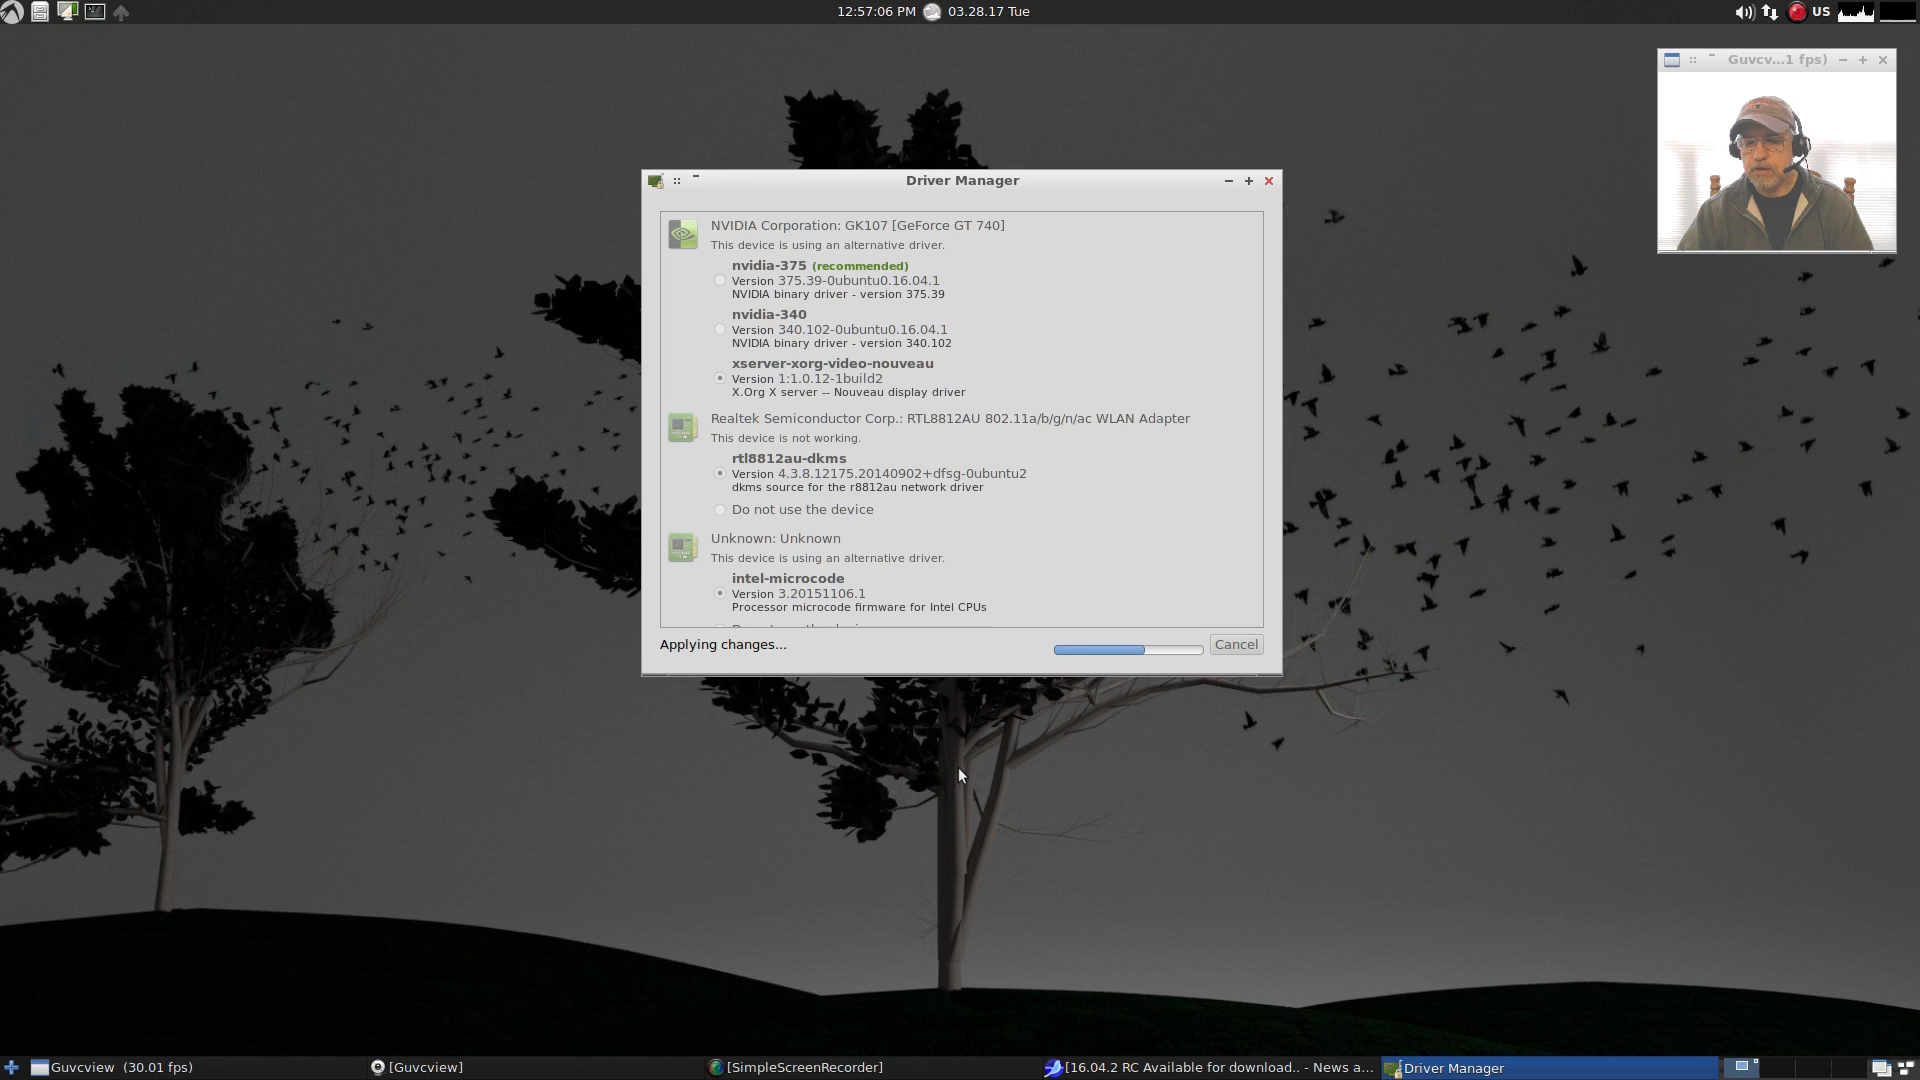 12:57:06 PM 03.28.17 Tue
US
Guvcv...1 fps)
Driver Manager
NVIDIA Corporation: GK107 [GeForce GT 740]
This device is using an alternative driver.
nvidia-375 (recommended)
Version 375.39-0ubuntu0.16.04.1
NVIDIA binary driver - version 375.39
nvidia-340
Version 340.102-0ubuntu0.16.04.1
NVIDIA binary driver - version 340.102
xserver-xorg-video-nouveau
Version 1:1.0.12-1build2
X.Org X server -- Nouveau display driver
Realtek Semiconductor Corp.: RTL8812AU 802.11a/b/g/n/ac WLAN Adapter
This device is not working.
rtl8812au-dkms
Version 4.3.8.12175.20140902+dfsg-0ubuntu2
dkms source for the r8812au network driver
Do not use the device
Unknown: Unknown
This device is using an alternative driver.
intel-microcode
Version 3.20151106.1
Processor microcode firmware for Intel CPUs
Applying changes...
Cancel
Guvcview (30.01 fps)
[Guvcview]
[SimpleScreenRecorder]
[16.04.2 RC Available for download.. - News a...
Driver Manager